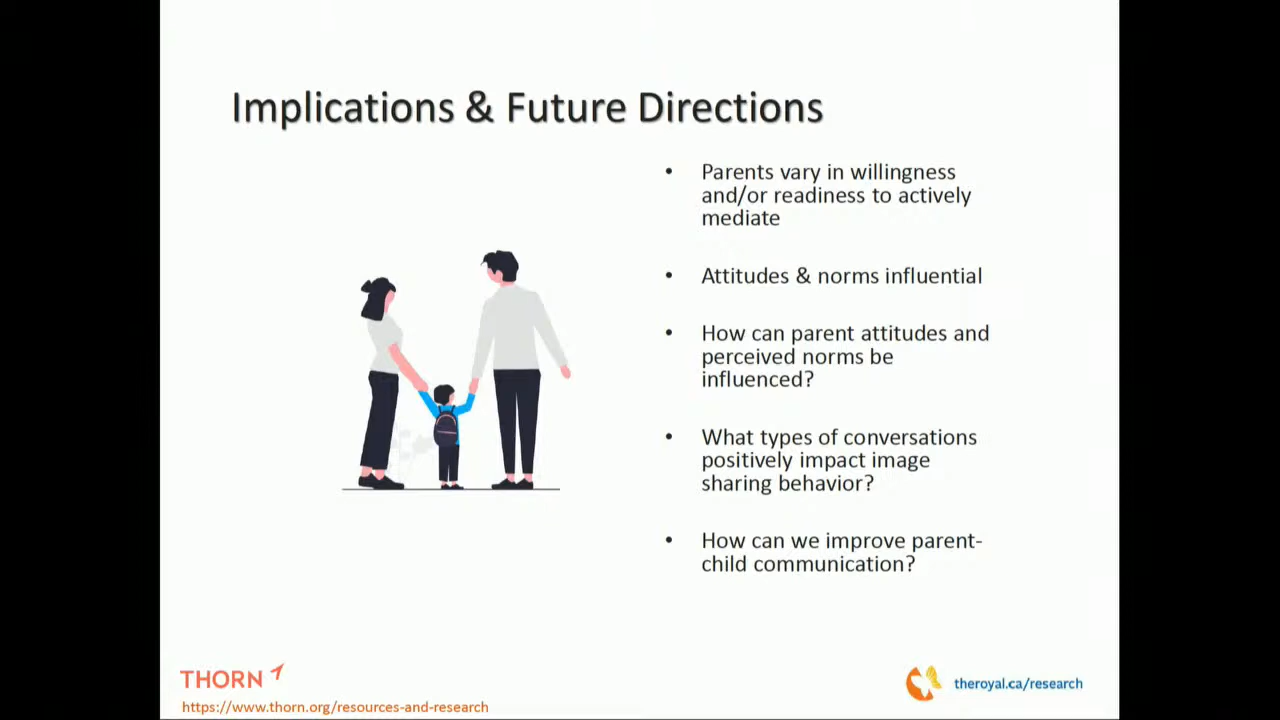 Implications & Future Directions
• Parents vary in willingness
and/or readiness to actively
mediate
• Attitudes & norms influential
• How can parent attitudes and
perceived norms be
influenced?
• What types of conversations
positively impact image
sharing behavior?
• How can we improve parent-
child communication?
THORN
https://www.thorn.org/resources-and-research
theroyal.ca/research